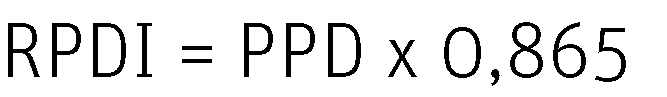 RPDI = PPD x 0,865